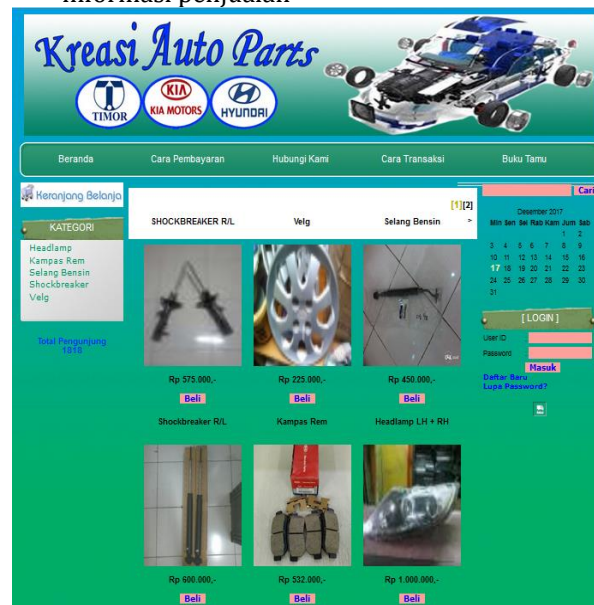 informasi penjualan
Kreasi Auto Parts
TIMOR
KIA
KIA MOTORS
HYUNDAI
Beranda Cara Pembayaran Hubungi Kami Cara Transaksi Buku Tamu
Keranjang Belanja
KATEGORI
Headlamp
Kampas Rem
Selang Bensin
Shockbreaker
Velg
Total Pengunjung
1818
[1][2]
>
SHOCKBREAKER R/L Velg Selang Bensin
Rp 575.000,- Rp 225.000,- Rp 450.000,-
Beli Beli Beli
Shockbreaker R/L Kampas Rem Headlamp LH + RH
Rp 600.000,- Rp 532.000,- Rp 1.000.000,-
Beli Beli Beli
Cari
Desember 2017
Min Sen Sel Rab Kam Jum Sab
1 2
3 4 5 6 7 8 9
10 11 12 13 14 15 16
17 18 19 20 21 22 23
24 25 26 27 28 29 30
31
[ LOGIN ]
User ID
Password
Masuk
Daftar Baru
Lupa Password?